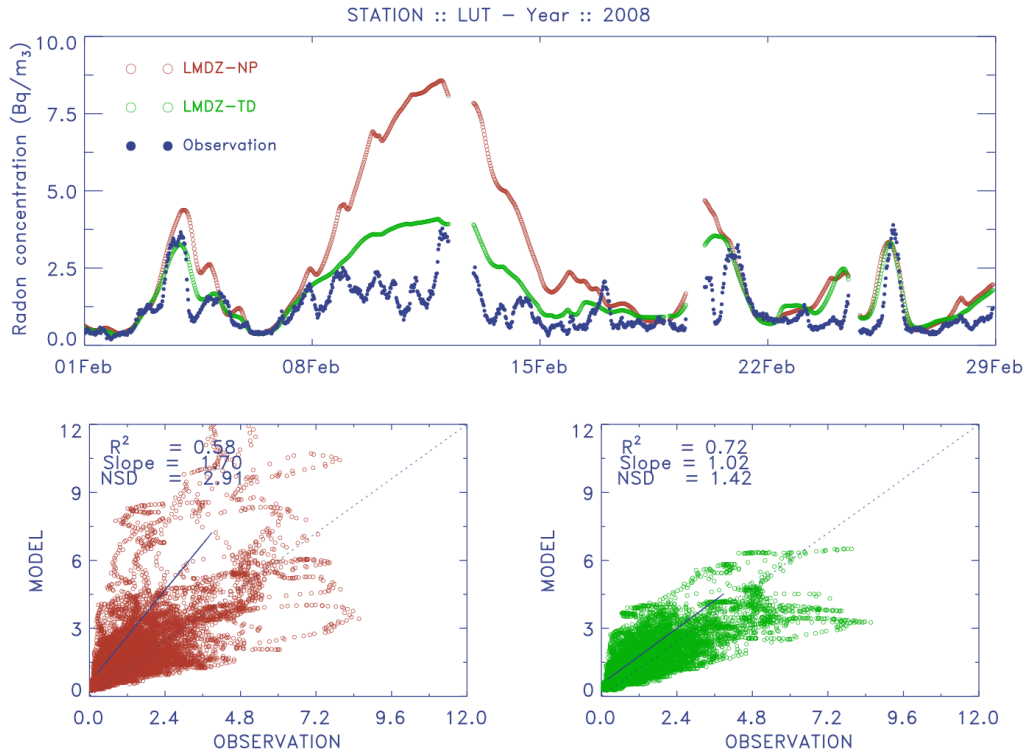 STATION :: LUT - Year :: 2008
Radon concentration (Bq/m3)
10.0
7.5
5.0
2.5
0.0
LMDZ-NP
LMDZ-TD
Observation
01Feb 08Feb 15Feb 22Feb 29Feb
R² = 0.58
Slope = 1.70
NSD = 2.91
MODEL
12
9
6
3
0
0.0 2.4 4.8 7.2 9.6 12.0
OBSERVATION
R² = 0.72
Slope = 1.02
NSD = 1.42
MODEL
12
9
6
3
0
0.0 2.4 4.8 7.2 9.6 12.0
OBSERVATION